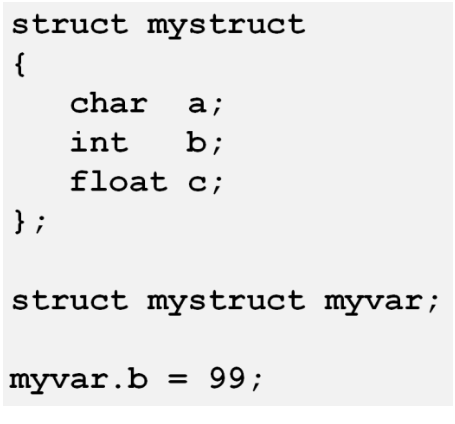 struct mystruct
{
   char  a;
   int   b;
   float c;
};

struct mystruct myvar;

myvar.b = 99;